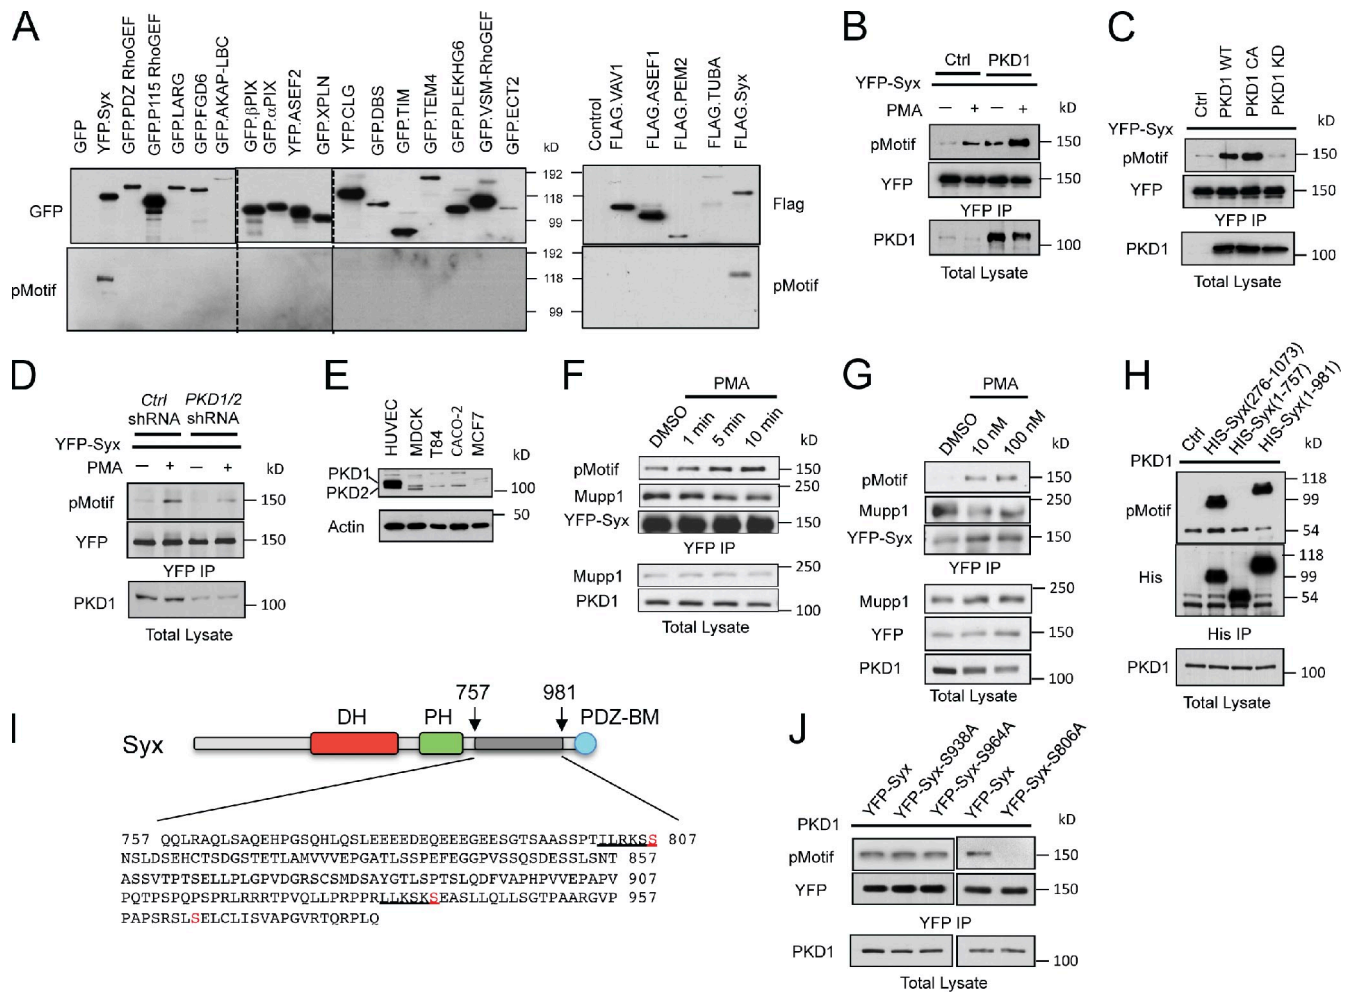 A
GFP
YFP.Syx
GFP.PDZ RhoGEF
GFP.P115 RhoGEF
GFP.LARG
GFP.FGD6
GFP.AKAP-LBC
GFP.βPIX
GFP.αPIX
YFP.ASEF2
GFP.XPLN
YFP.CLG
GFP.DBS
GFP.TIM
GFP.TEM4
GFP.PLEKHG6
GFP.VSM-RhoGEF
GFP.ECT2
kD
Control
FLAG.VAV1
FLAG.ASEF1
FLAG.PEM2
FLAG.TUBA
FLAG.Syx
GFP
192
118
99
Flag
pMotif
192
118
99
pMotif
B
Ctrl PKD1
YFP-Syx
PMA — + — + kD
pMotif 150
YFP 150
YFP IP
PKD1 100
Total Lysate
C
Ctrl
PKD1 WT
PKD1 CA
PKD1 KD
YFP-Syx kD
pMotif 150
YFP 150
YFP IP
PKD1 100
Total Lysate
D
Ctrl PKD1/2
shRNA shRNA
YFP-Syx
PMA — + — + kD
pMotif 150
YFP 150
YFP IP
PKD1 100
Total Lysate
E
HUVEC
MDCK
T84
CACO-2
MCF7
kD
PKD1
PKD2 100
50
Actin
F
PMA
DMSO
1 min
5 min
10 min
kD
pMotif 150
250
Mupp1
YFP-Syx 150
YFP IP
Mupp1 250
PKD1 100
Total Lysate
G
PMA
DMSO
10 nM
100 nM
kD
pMotif 150
250
Mupp1
YFP-Syx 150
YFP IP
Mupp1 250
YFP 150
PKD1 100
Total Lysate
H
Ctrl
HIS-Syx(276-1073)
HIS-Syx(1-757)
HIS-Syx(1-981)
kD
PKD1
pMotif
118
99
54
His
118
99
54
His IP
PKD1 100
Total Lysate
I
757 981
DH PH PDZ-BM
Syx
757 QQLRAQLSAQEHPGSQHLQSLEEEEDEQEEEGEESGTSAASSPTILRKSS 807
NSLDSEHCTSDGSTETLAMVVVEPGATLSSPEFEGGPVSSQSDESSLSNT 857
ASSVTPTSELLPLGPVDGRSCSMDSAYGTLSPTSLQDFVAPHPVVEPAPV 907
PQTPSPQPSPRLRRRTPVQLLPRPPRLLKSKSEASLLQLLSGTPAARGVP 957
PAPSRSLSELCLISVAPGVRTQRPLQ
J
YFP-Syx
YFP-Syx-S938A
YFP-Syx-S964A
YFP-Syx
YFP-Syx-S806A
PKD1 kD
pMotif 150
YFP 150
YFP IP
PKD1 100
Total Lysate